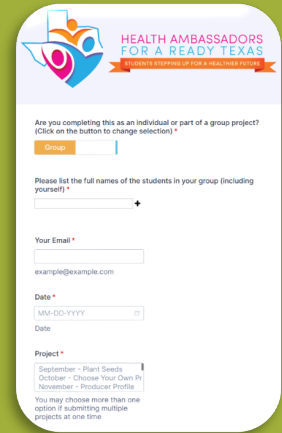 HEALTH AMBASSADORS
FOR A READY TEXAS
STUDENTS STEPPING UP FOR A HEALTHIER FUTURE
Are you completing this as an individual or part of a group project?
(Click on the button to change selection) *
Group
Please list the full names of the students in your group (including
yourself) *
+
Your Email *
example@example.com
Date *
MM-DD-YYYY
Date
Project *
September - Plant Seeds
October - Choose Your Own Pr
November - Producer Profile
You may choose more than one
option if submitting multiple
projects at one time